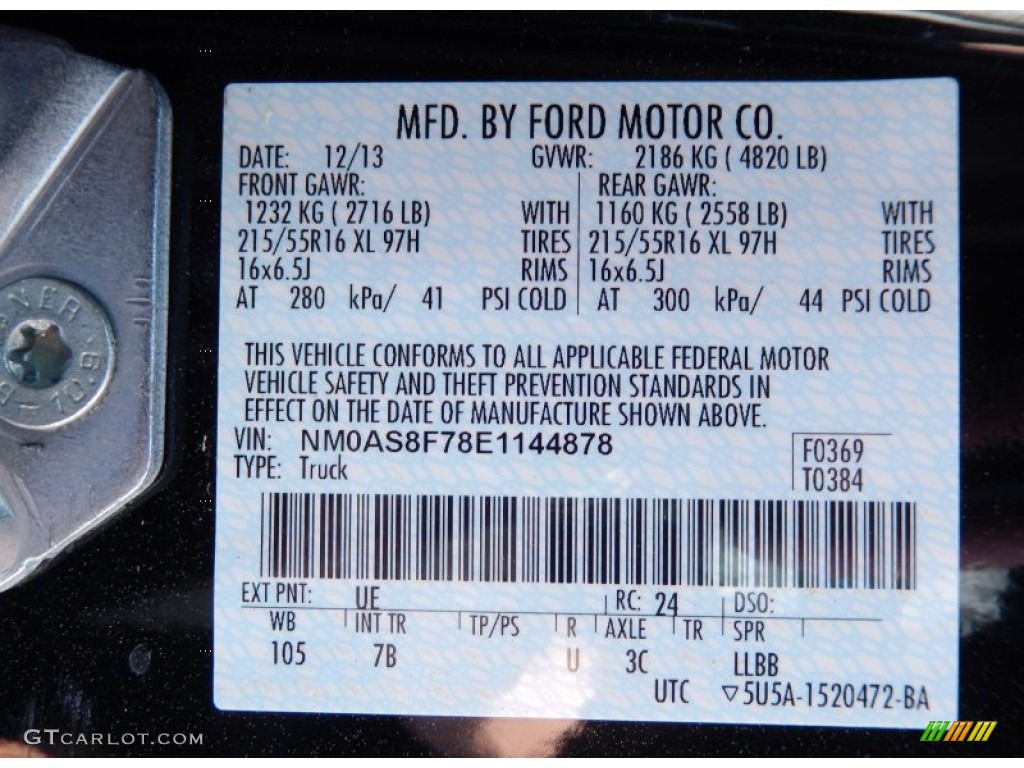 MFD. BY FORD MOTOR CO.
DATE: 12/13 GVWR: 2186 KG ( 4820 LB)
FRONT GAWR: REAR GAWR:
1232 KG ( 2716 LB) WITH 1160 KG ( 2558 LB) WITH
215/55R16 XL 97H TIRES 215/55R16 XL 97H TIRES
16x6.5J RIMS 16x6.5J RIMS
AT 280 kPa/ 41 PSI COLD AT 300 kPa/ 44 PSI COLD
THIS VEHICLE CONFORMS TO ALL APPLICABLE FEDERAL MOTOR
VEHICLE SAFETY AND THEFT PREVENTION STANDARDS IN
EFFECT ON THE DATE OF MANUFACTURE SHOWN ABOVE.
VIN: NM0AS8F78E1144878
F0369
TYPE: Truck
T0384
EXT PNT: UE RC: 24 DSO:
WB INT TR TP/PS R AXLE TR SPR
105 7B U 3C LLBB
UTC ▽5U5A-1520472-BA
10.9
GTCARLOT.COM